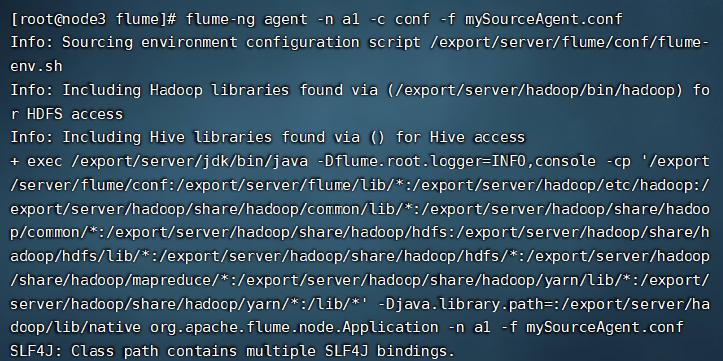 [root@node3 flume]# flume-ng agent -n a1 -c conf -f mySourceAgent.conf
Info: Sourcing environment configuration script /export/server/flume/conf/flume-
env.sh
Info: Including Hadoop libraries found via (/export/server/hadoop/bin/hadoop) fo
r HDFS access
Info: Including Hive libraries found via () for Hive access
+ exec /export/server/jdk/bin/java -Dflume.root.logger=INFO,console -cp '/export
/server/flume/conf:/export/server/flume/lib/*:/export/server/hadoop/etc/hadoop:/
export/server/hadoop/share/hadoop/common/lib/*:/export/server/hadoop/share/hadoo
p/common/*:/export/server/hadoop/share/hadoop/hdfs:/export/server/hadoop/share/h
adoop/hdfs/lib/*:/export/server/hadoop/share/hadoop/hdfs/*:/export/server/hadoop
/share/hadoop/mapreduce/*:/export/server/hadoop/share/hadoop/yarn/lib/*:/export/
server/hadoop/share/hadoop/yarn/*:/lib/*' -Djava.library.path=:/export/server/ha
doop/lib/native org.apache.flume.node.Application -n a1 -f mySourceAgent.conf
SLF4J: Class path contains multiple SLF4J bindings.